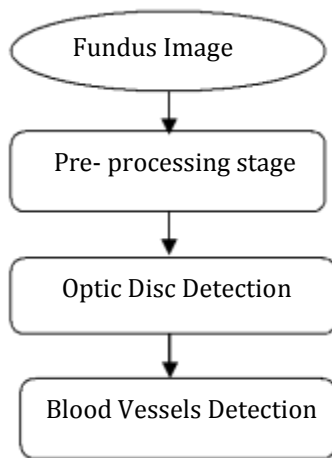 Fundus Image
Pre- processing stage
Optic Disc Detection
Blood Vessels Detection